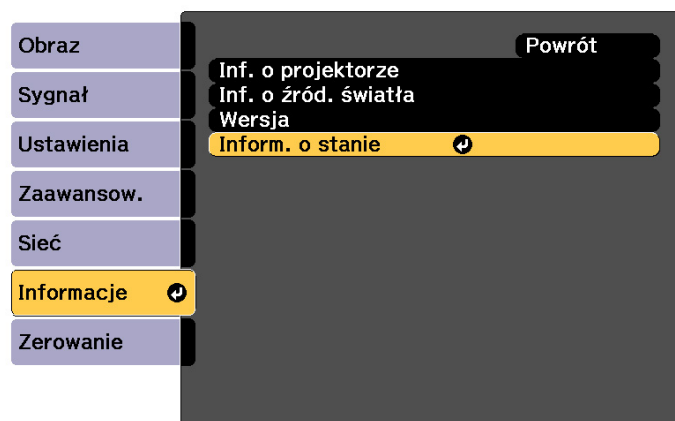 Obraz
Sygnał
Ustawienia
Zaawansow.
Sieć
Informacje
Zerowanie
Powrót
Inf. o projektorze
Inf. o źród. światła
Wersja
Inform. o stanie